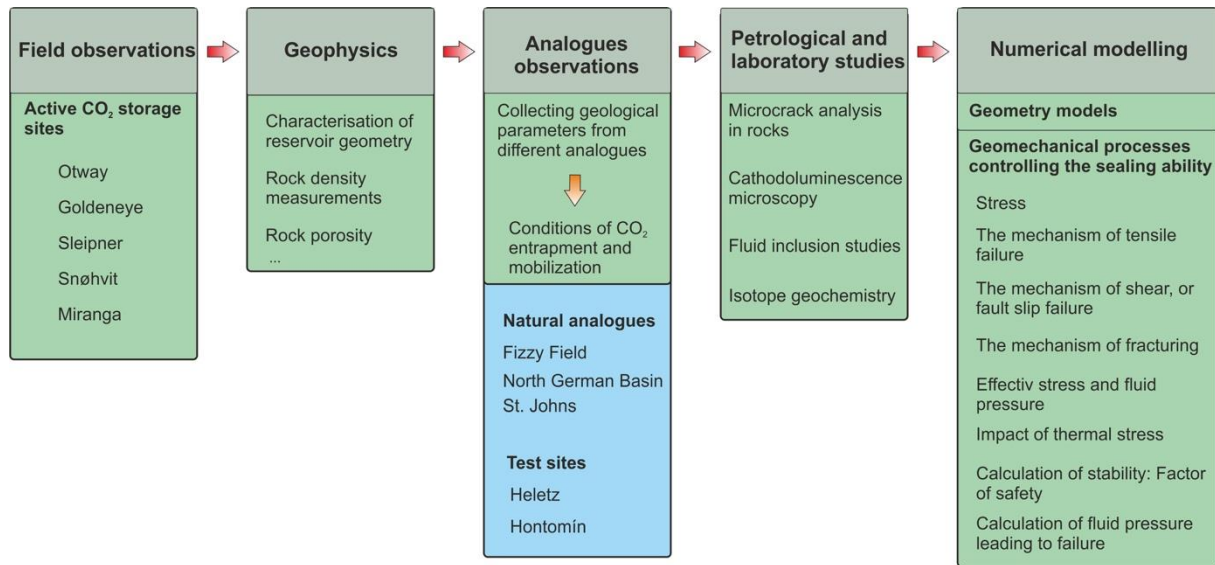 Field observations
Active CO₂ storage
sites
Otway
Goldeneye
Sleipner
Snøhvit
Miranga
Geophysics
Characterisation of
reservoir geometry
Rock density
measurements
Rock porosity
...
Analogues
observations
Collecting geological
parameters from
different analogues
Conditions of CO₂
entrapment and
mobilization
Natural analogues
Fizzy Field
North German Basin
St. Johns
Test sites
Heletz
Hontomín
Petrological and
laboratory studies
Microcrack analysis
in rocks
Cathodoluminescence
microscopy
Fluid inclusion studies
Isotope geochemistry
Numerical modelling
Geometry models
Geomechanical processes
controlling the sealing ability
Stress
The mechanism of tensile
failure
The mechanism of shear, or
fault slip failure
The mechanism of fracturing
Effectiv stress and fluid
pressure
Impact of thermal stress
Calculation of stability: Factor
of safety
Calculation of fluid pressure
leading to failure